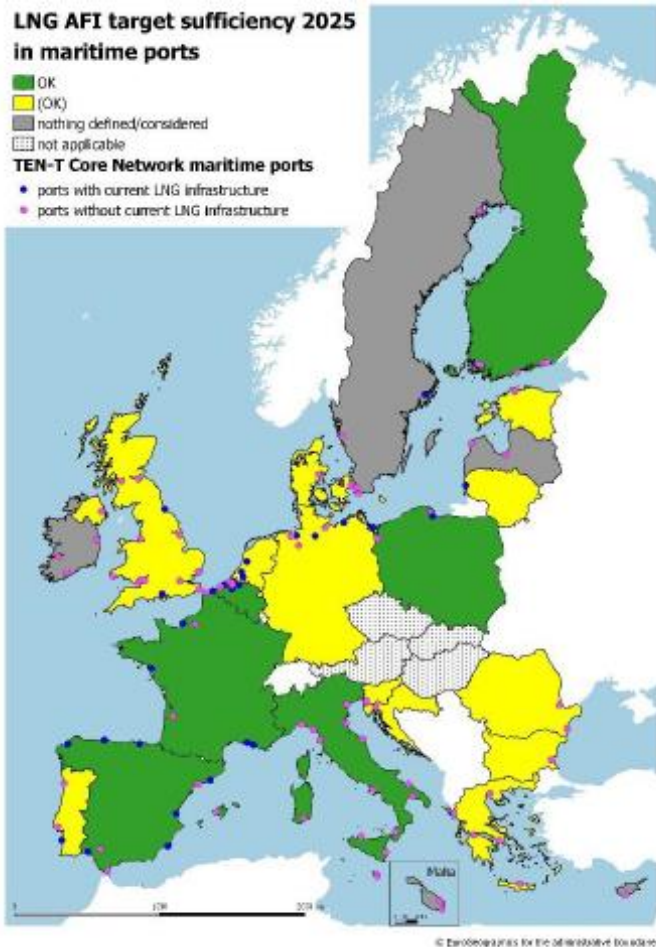 LNG AFI target sufficiency 2025
in maritime ports
OK
(OK)
nothing defined/considered
not applicable
TEN-T Core Network maritime ports
ports with current LNG infrastructure
ports without current LNG infrastructure
Malta
© EuroGeographics for the administrative boundaries